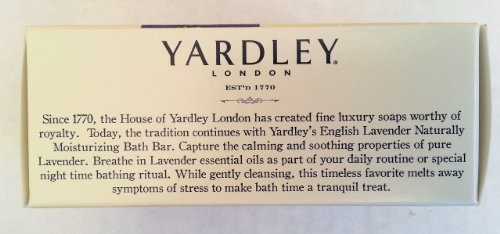 YARDLEY®
LONDON
EST'D 1770
Since 1770, the House of Yardley London has created fine luxury soaps worthy of
royalty. Today, the tradition continues with Yardley's English Lavender Naturally
Moisturizing Bath Bar. Capture the calming and soothing properties of pure
Lavender. Breathe in Lavender essential oils as part of your daily routine or special
night time bathing ritual. While gently cleansing, this timeless favorite melts away
symptoms of stress to make bath time a tranquil treat.